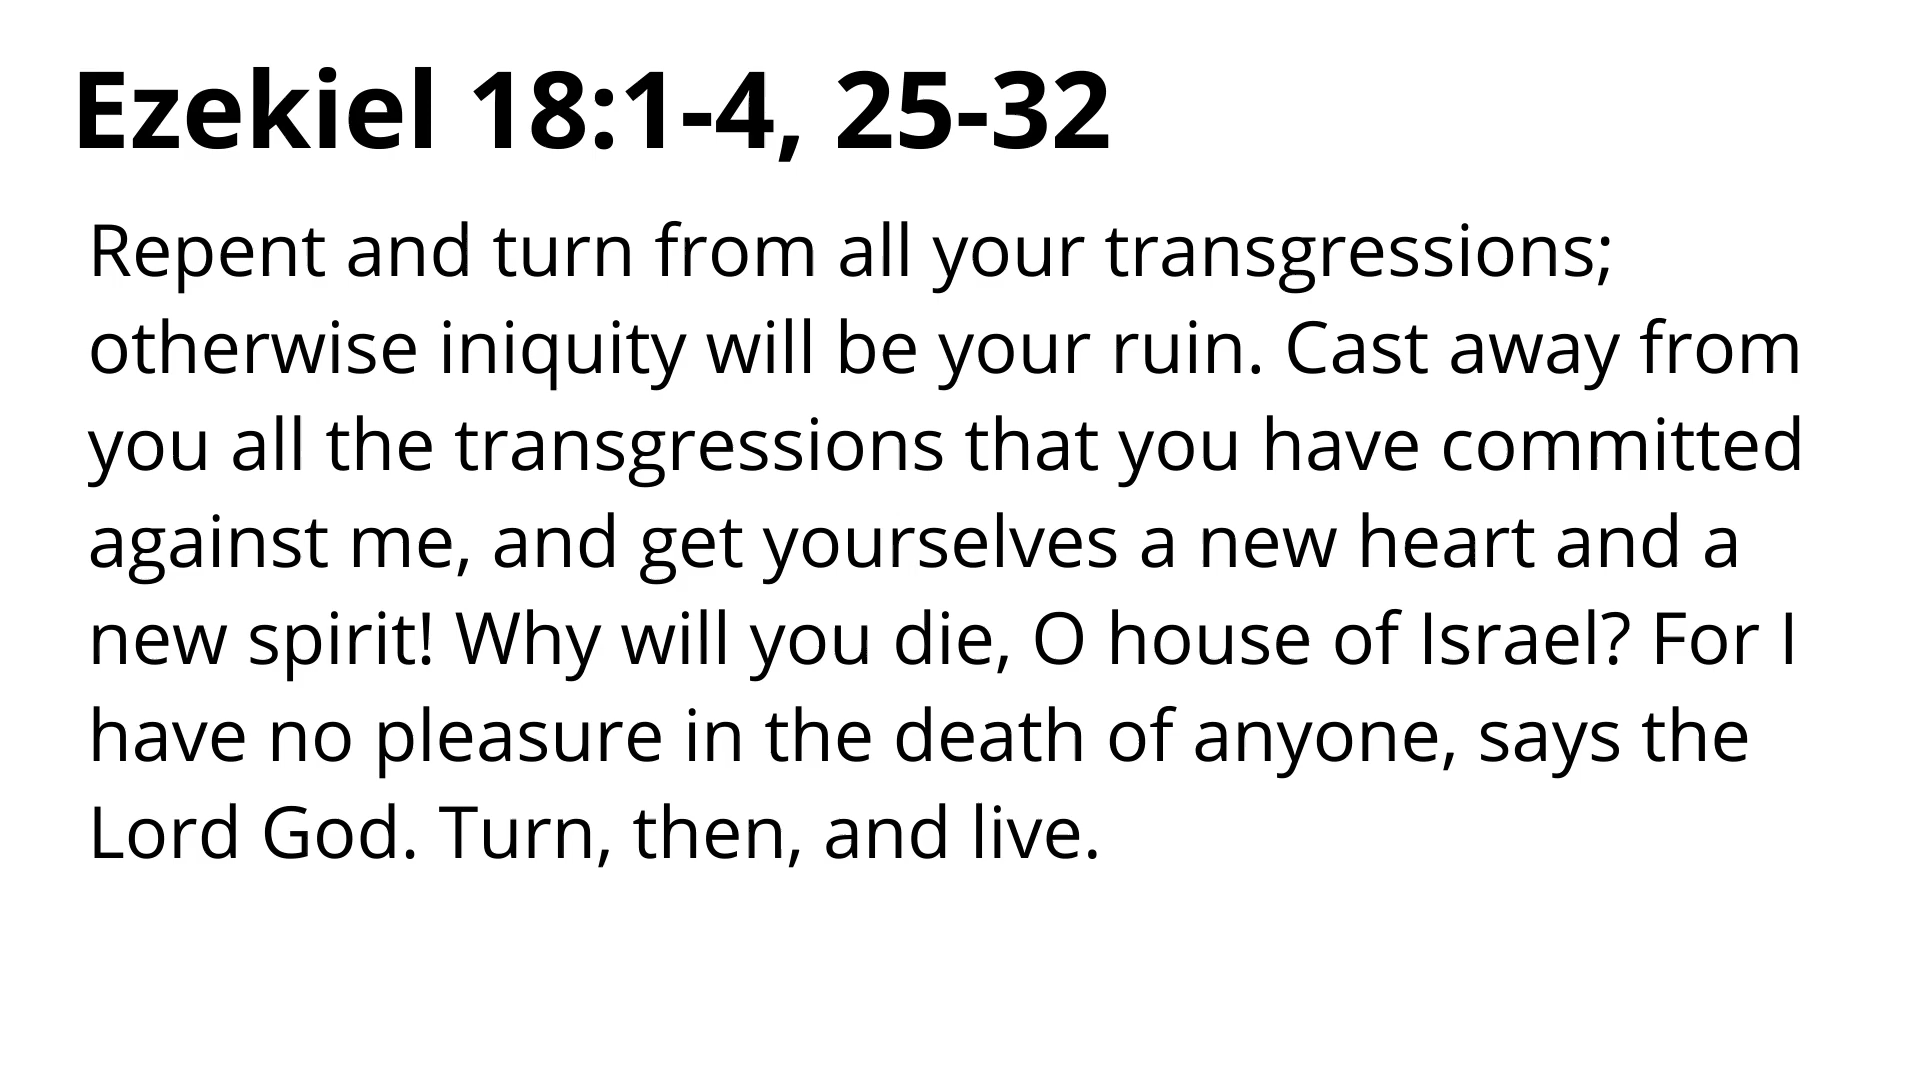 Ezekiel 18:1-4, 25-32
Repent and turn from all your transgressions;
otherwise iniquity will be your ruin. Cast away from
you all the transgressions that you have committed
against me, and get yourselves a new heart and a
new spirit! Why will you die, O house of Israel? For I
have no pleasure in the death of anyone, says the
Lord God. Turn, then, and live.